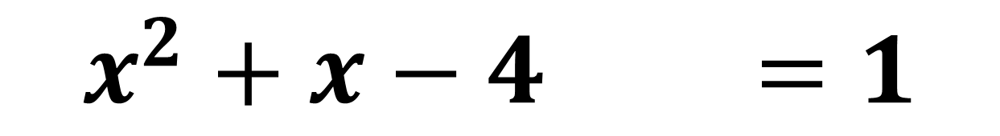 x² + x − 4 = 1